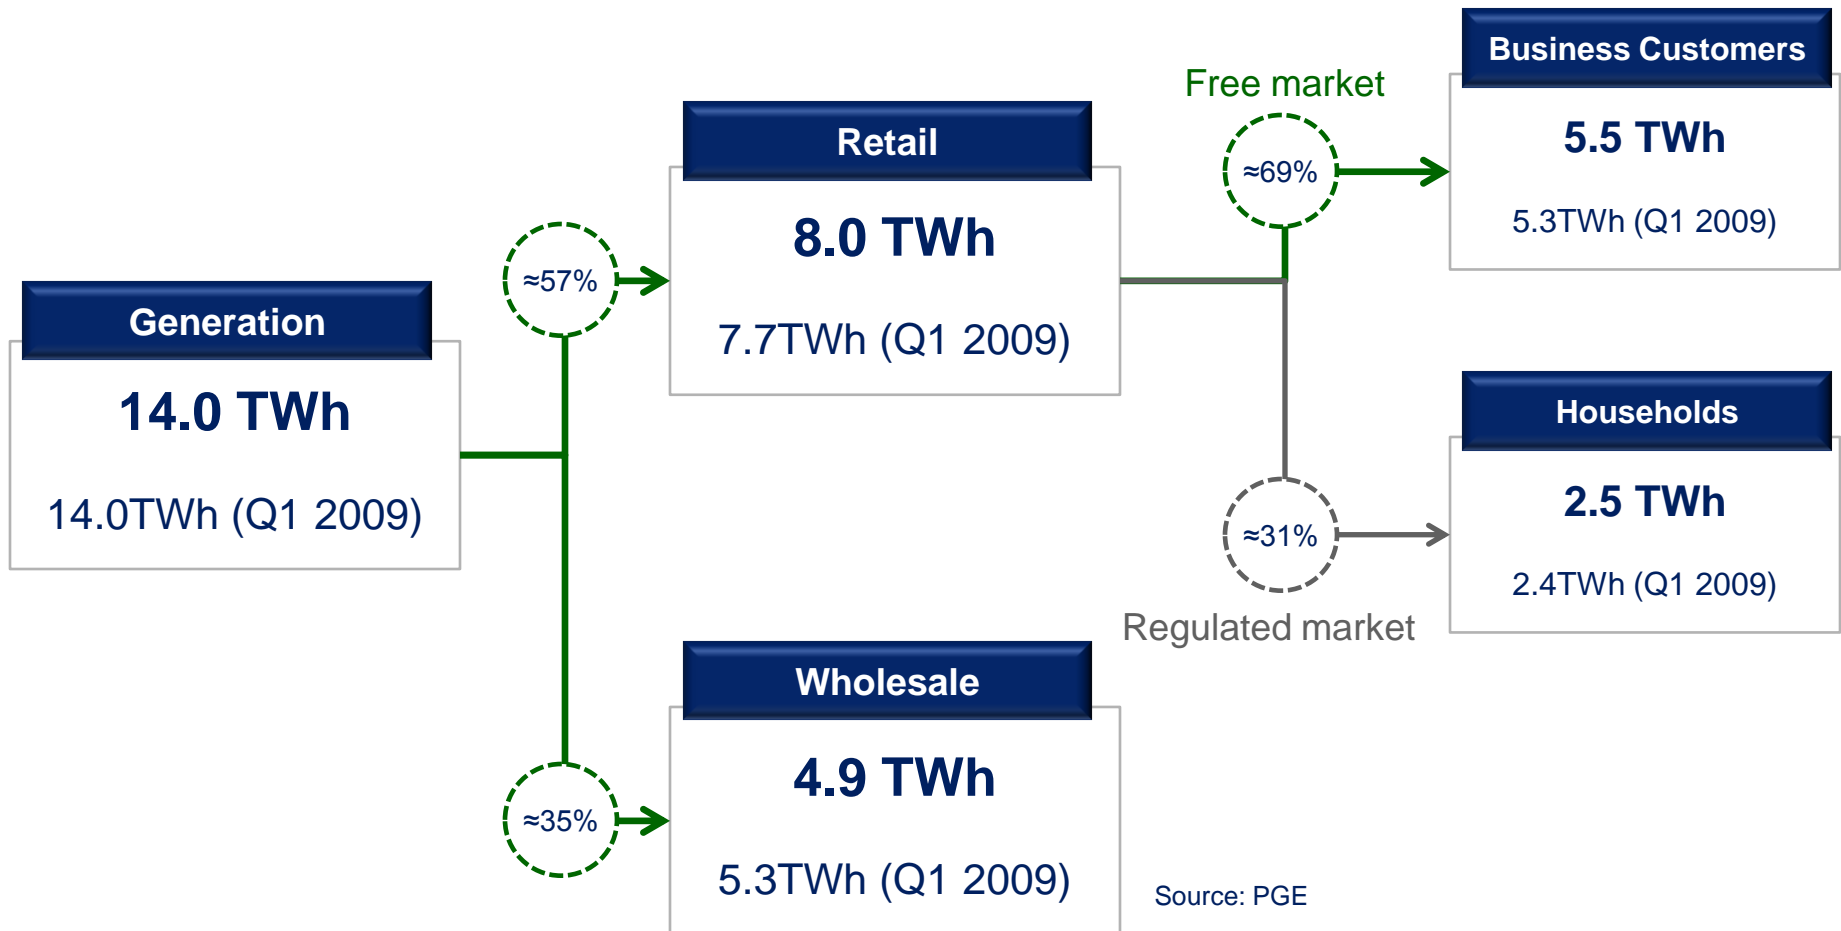 Generation
14.0 TWh
14.0TWh (Q1 2009)
≈57%
≈35%
Retail
8.0 TWh
7.7TWh (Q1 2009)
Wholesale
4.9 TWh
5.3TWh (Q1 2009)
Free market
≈69%
≈31%
Regulated market
Business Customers
5.5 TWh
5.3TWh (Q1 2009)
Households
2.5 TWh
2.4TWh (Q1 2009)
Source: PGE